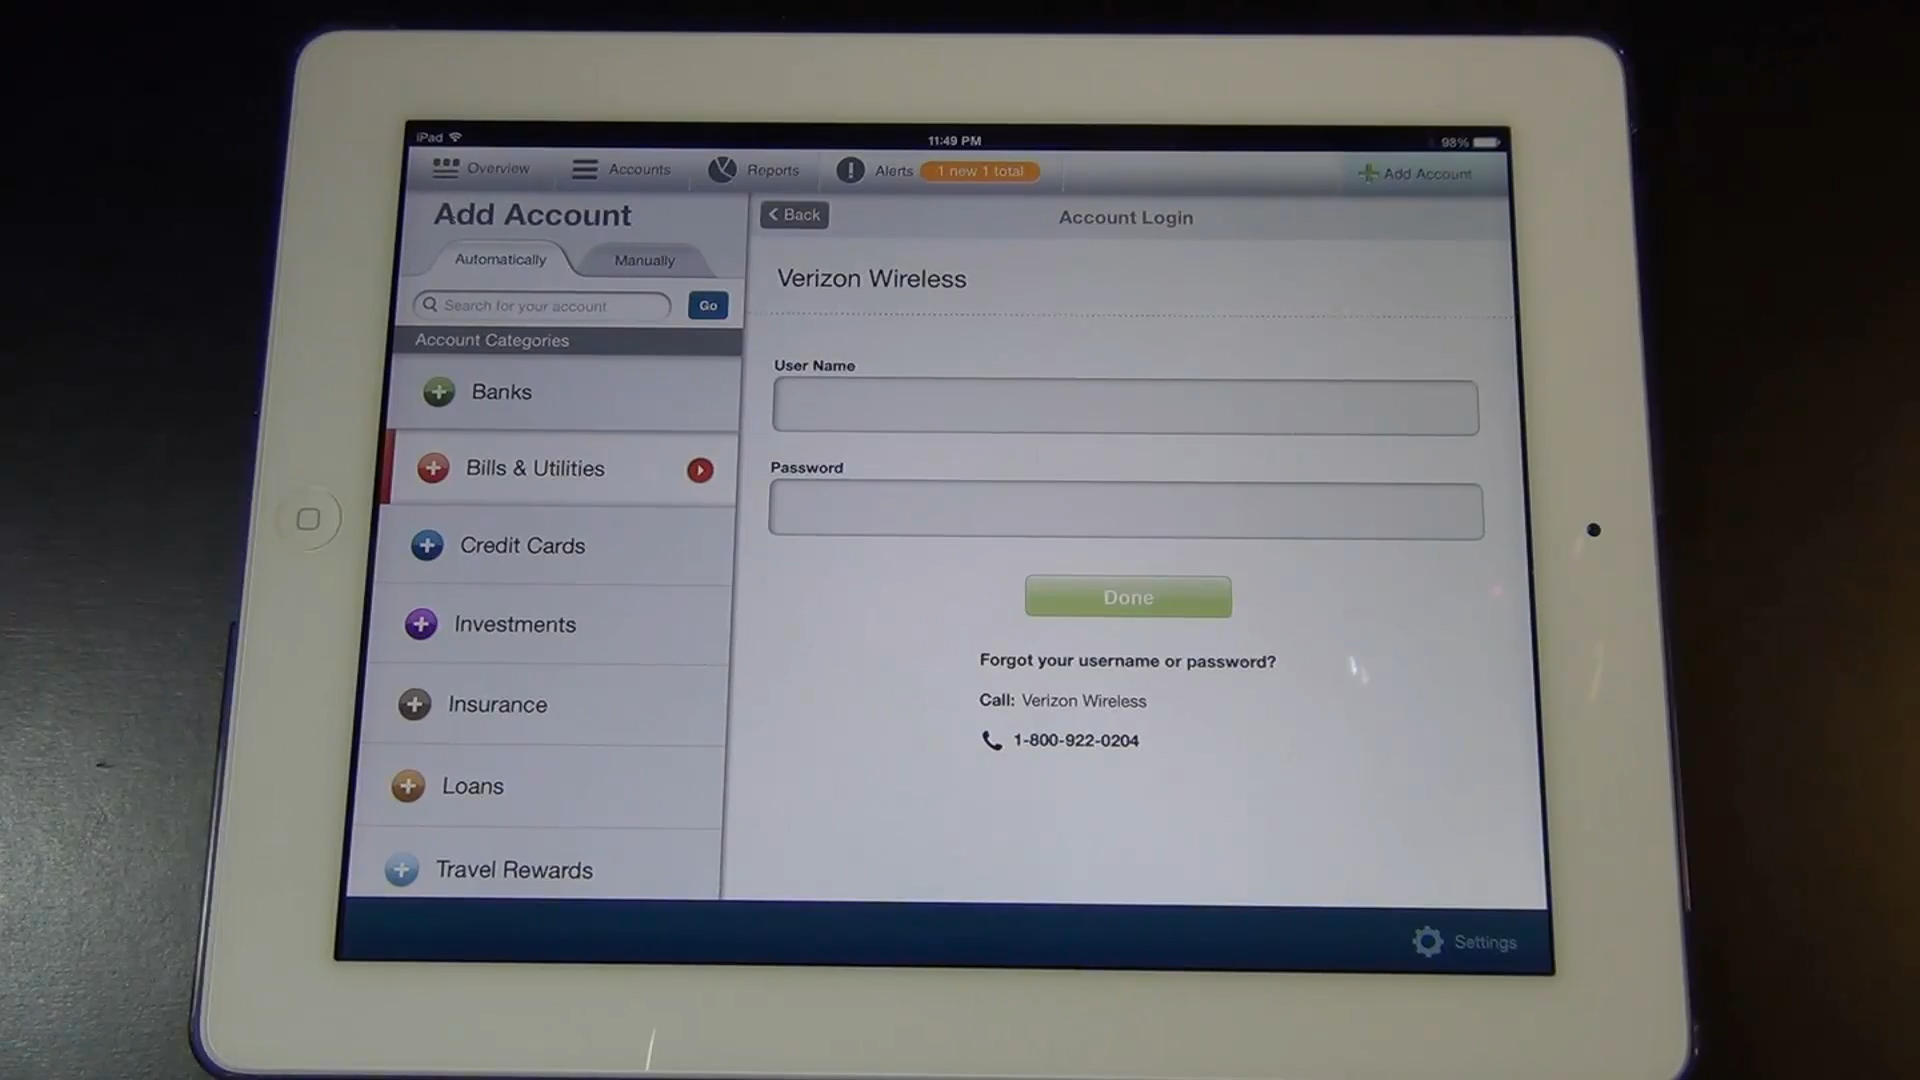 iPad 11:49 PM 98%
Overview Accounts Reports Alerts 1 new 1 total Add Account
Add Account
Automatically Manually
Search for your account Go
Account Categories
Banks
Bills & Utilities
Credit Cards
Investments
Insurance
Loans
Travel Rewards
Back Account Login
Verizon Wireless
User Name
Password
Done
Forgot your username or password?
Call: Verizon Wireless
1-800-922-0204
Settings